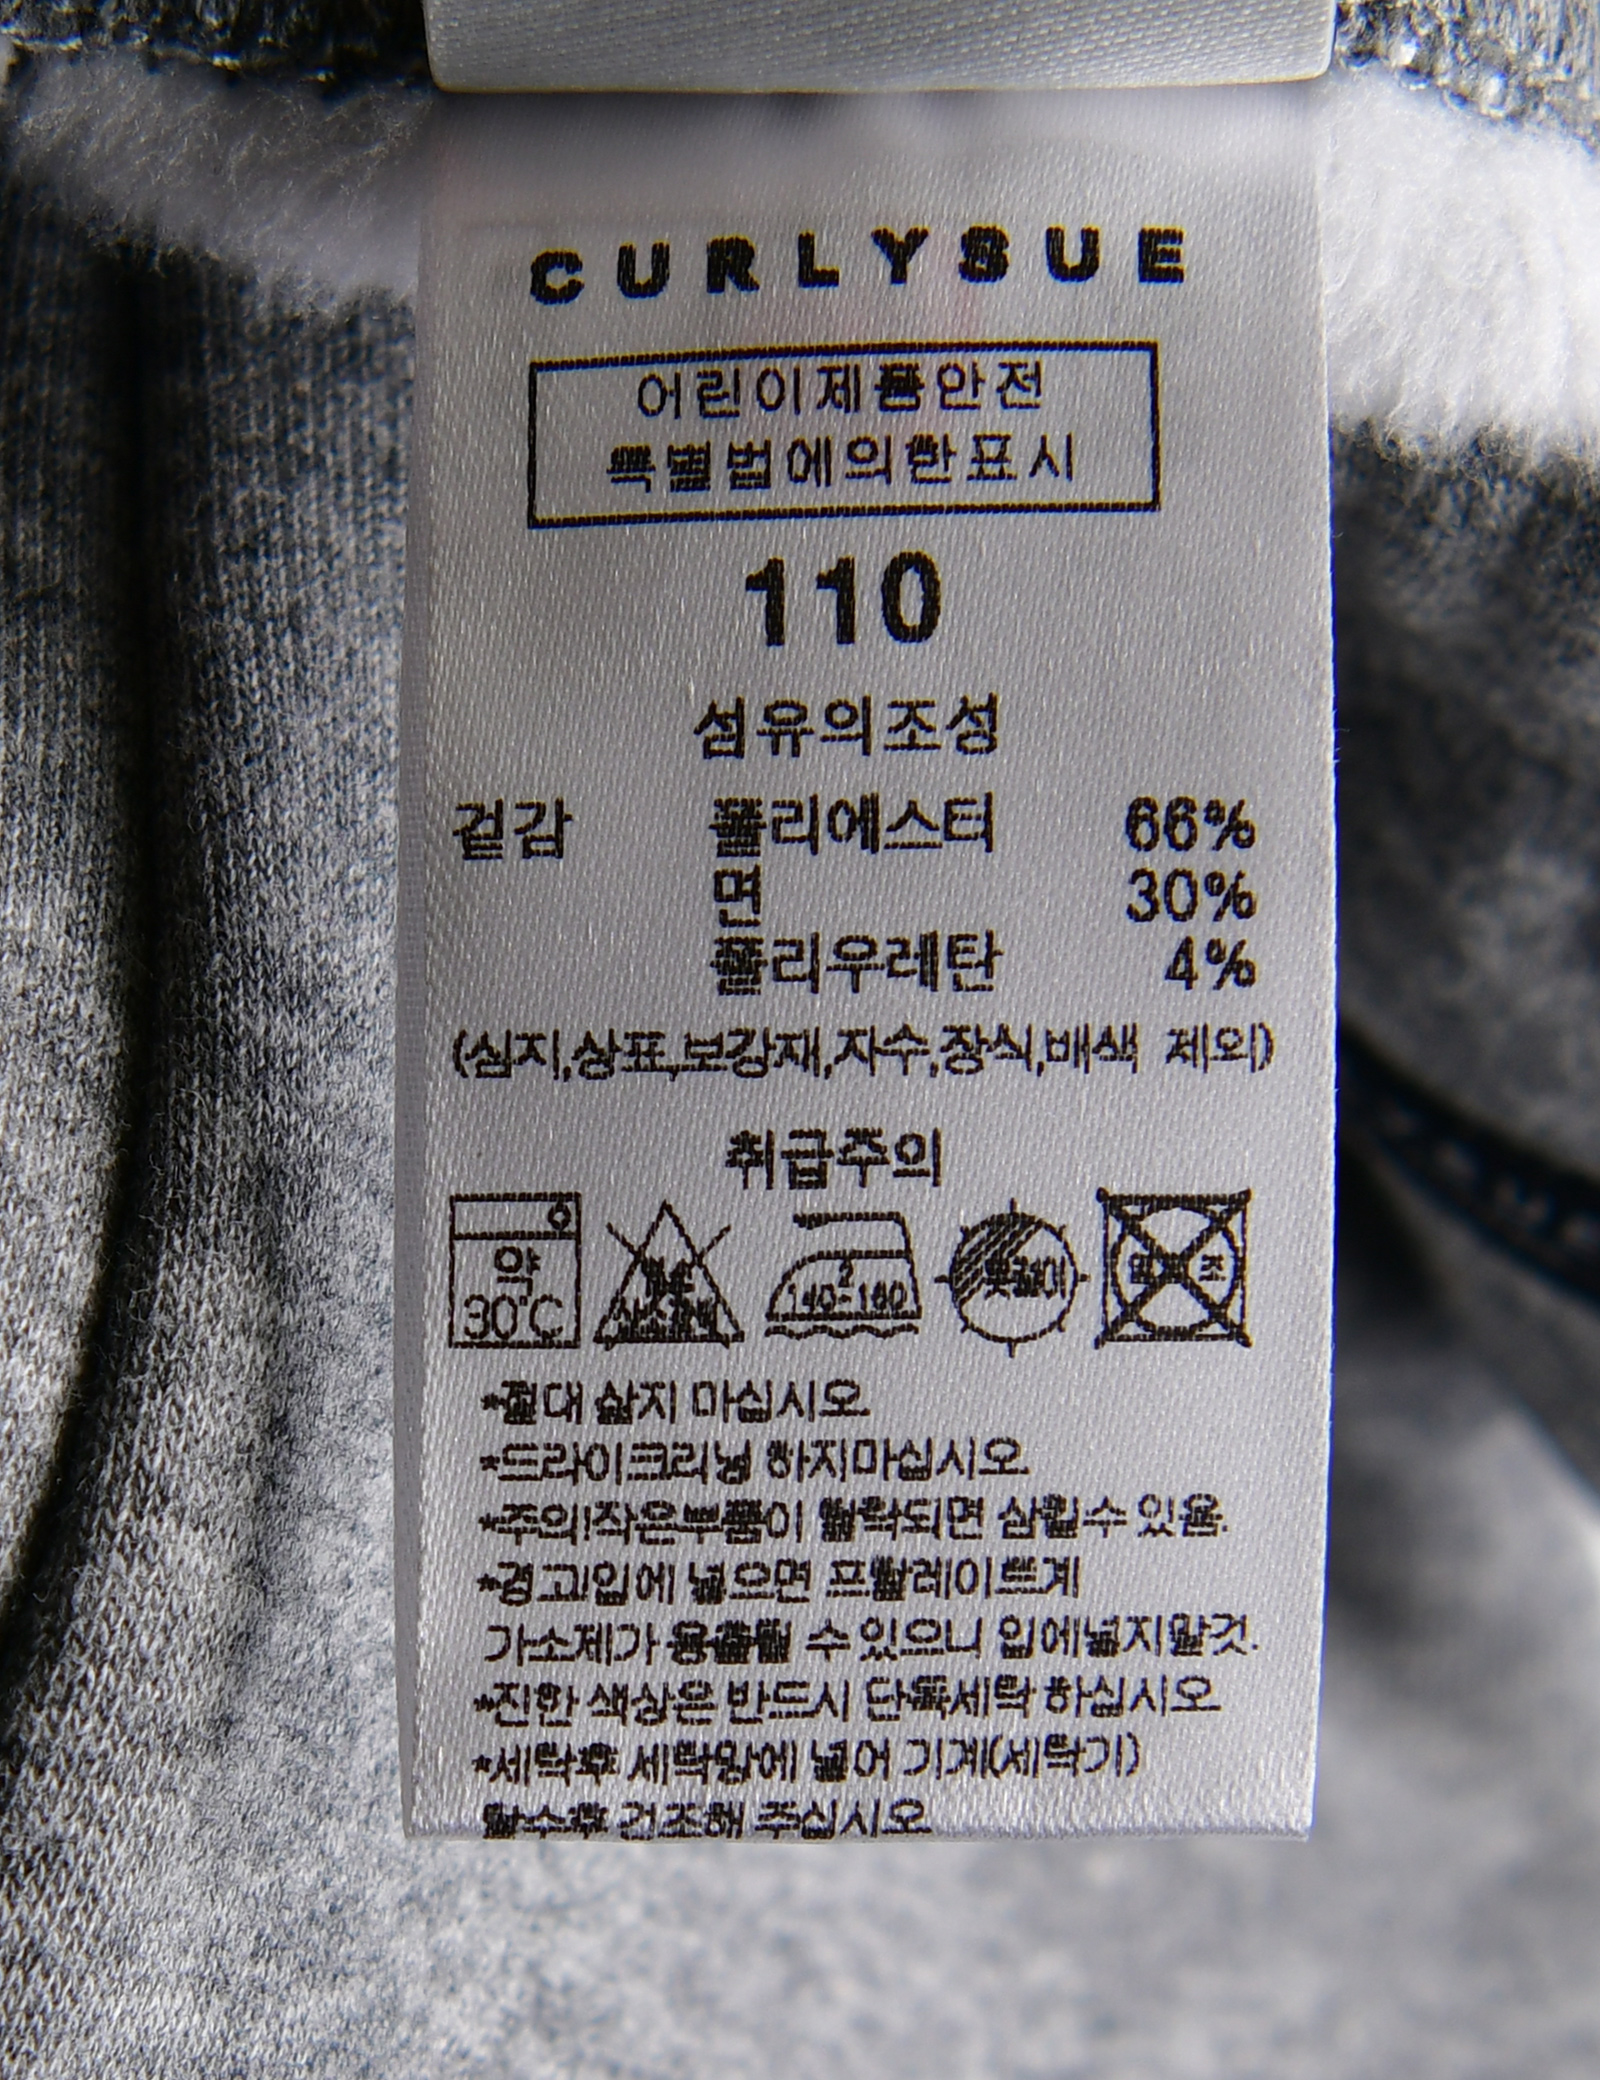 CURLYSUE
어린이제품안전
특별법에의한표시
110
섬유의조성
겉감 폴리에스터 66%
면 30%
폴리우레탄 4%
(심지,상표,보강재,자수,장식,배색 제외)
취급주의
약
30°C
2
140~160
옷걸이
*절대 삶지 마십시오.
*드라이크리닝 하지마십시오.
*주의!작은부품이 탈락되면 삼킬수 있음.
*경고!입에 넣으면 프탈레이트계
가소제가 용출될 수 있으니 입에넣지말것.
*진한 색상은 반드시 단독세탁 하십시오
*세탁후 세탁망에 넣어 기계(세탁기)
탈수후 건조해 주십시오